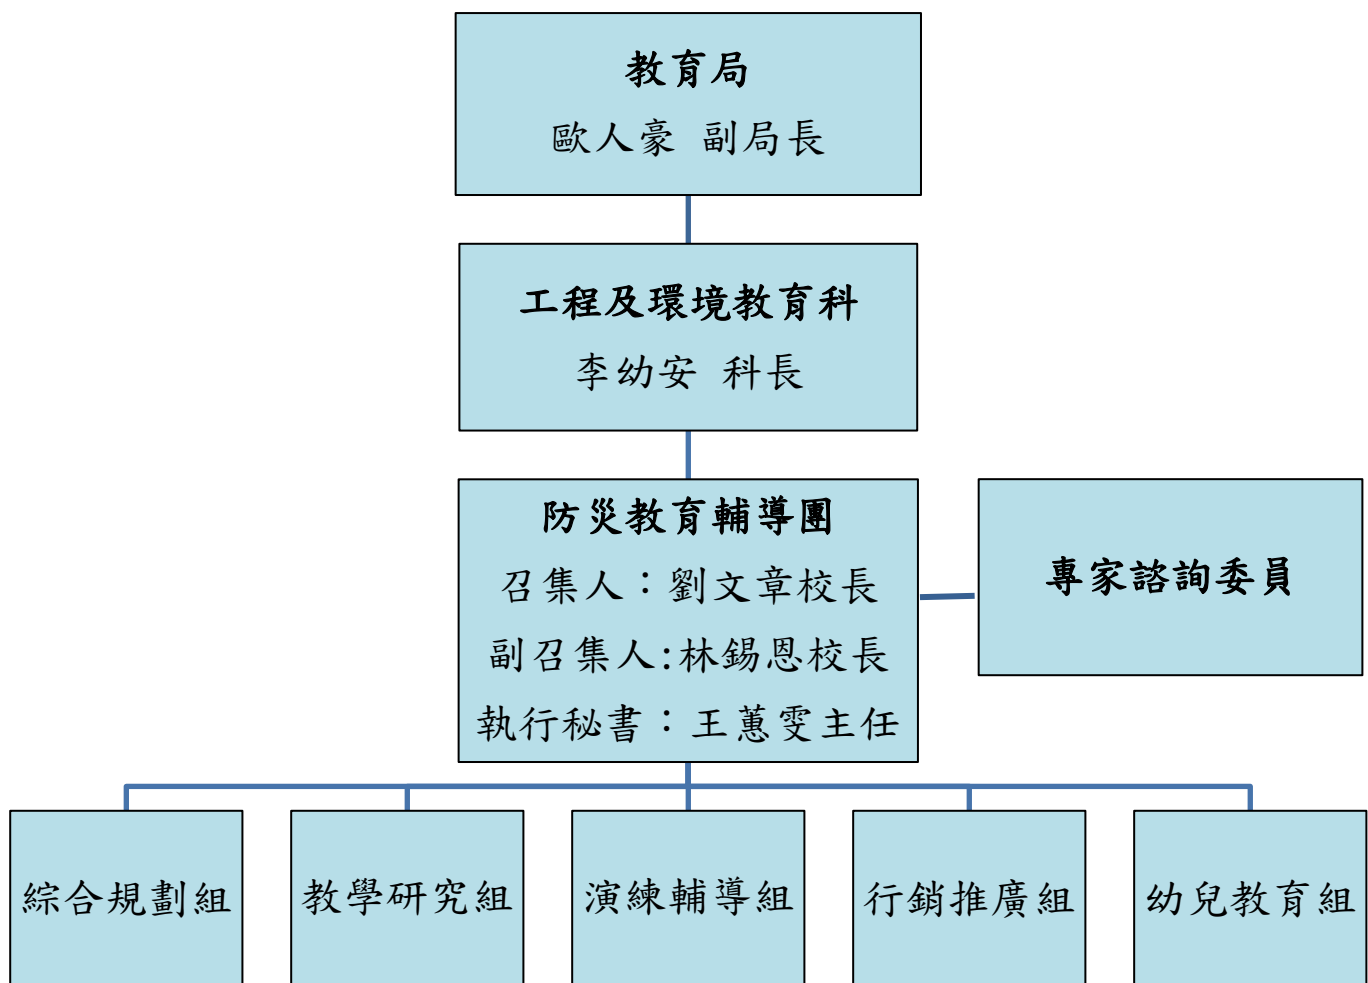 教育局
歐人豪 副局長
工程及環境教育科
李幼安 科長
防災教育輔導團
召集人：劉文章校長
副召集人:林錫恩校長
執行秘書：王蕙雯主任
專家諮詢委員
綜合規劃組
教學研究組
演練輔導組
行銷推廣組
幼兒教育組